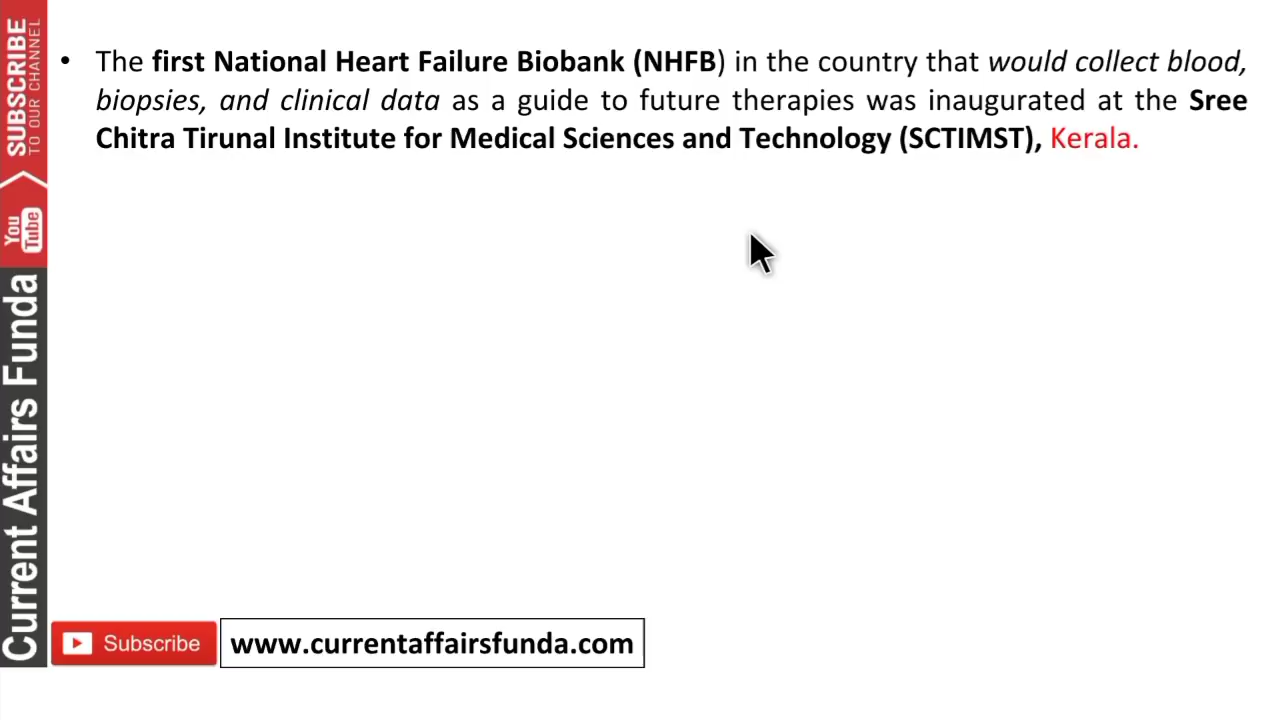 • The first National Heart Failure Biobank (NHFB) in the country that would collect blood,
biopsies, and clinical data as a guide to future therapies was inaugurated at the Sree
Chitra Tirunal Institute for Medical Sciences and Technology (SCTIMST), Kerala.
SUBSCRIBE
TO OUR CHANNEL
You
Tube
Current Affairs Funda
Subscribe
www.currentaffairsfunda.com